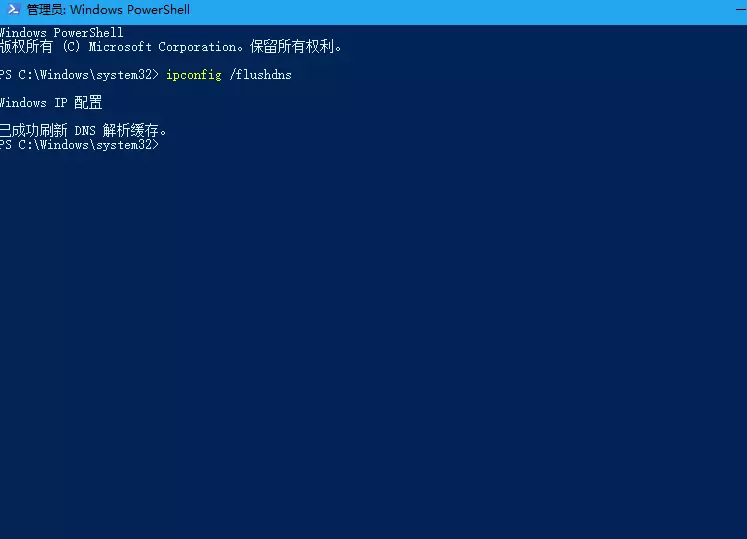 管理员: Windows PowerShell
Windows PowerShell
版权所有 (C) Microsoft Corporation。保留所有权利。
PS C:\Windows\system32> ipconfig /flushdns
Windows IP 配置
已成功刷新 DNS 解析缓存。
PS C:\Windows\system32>